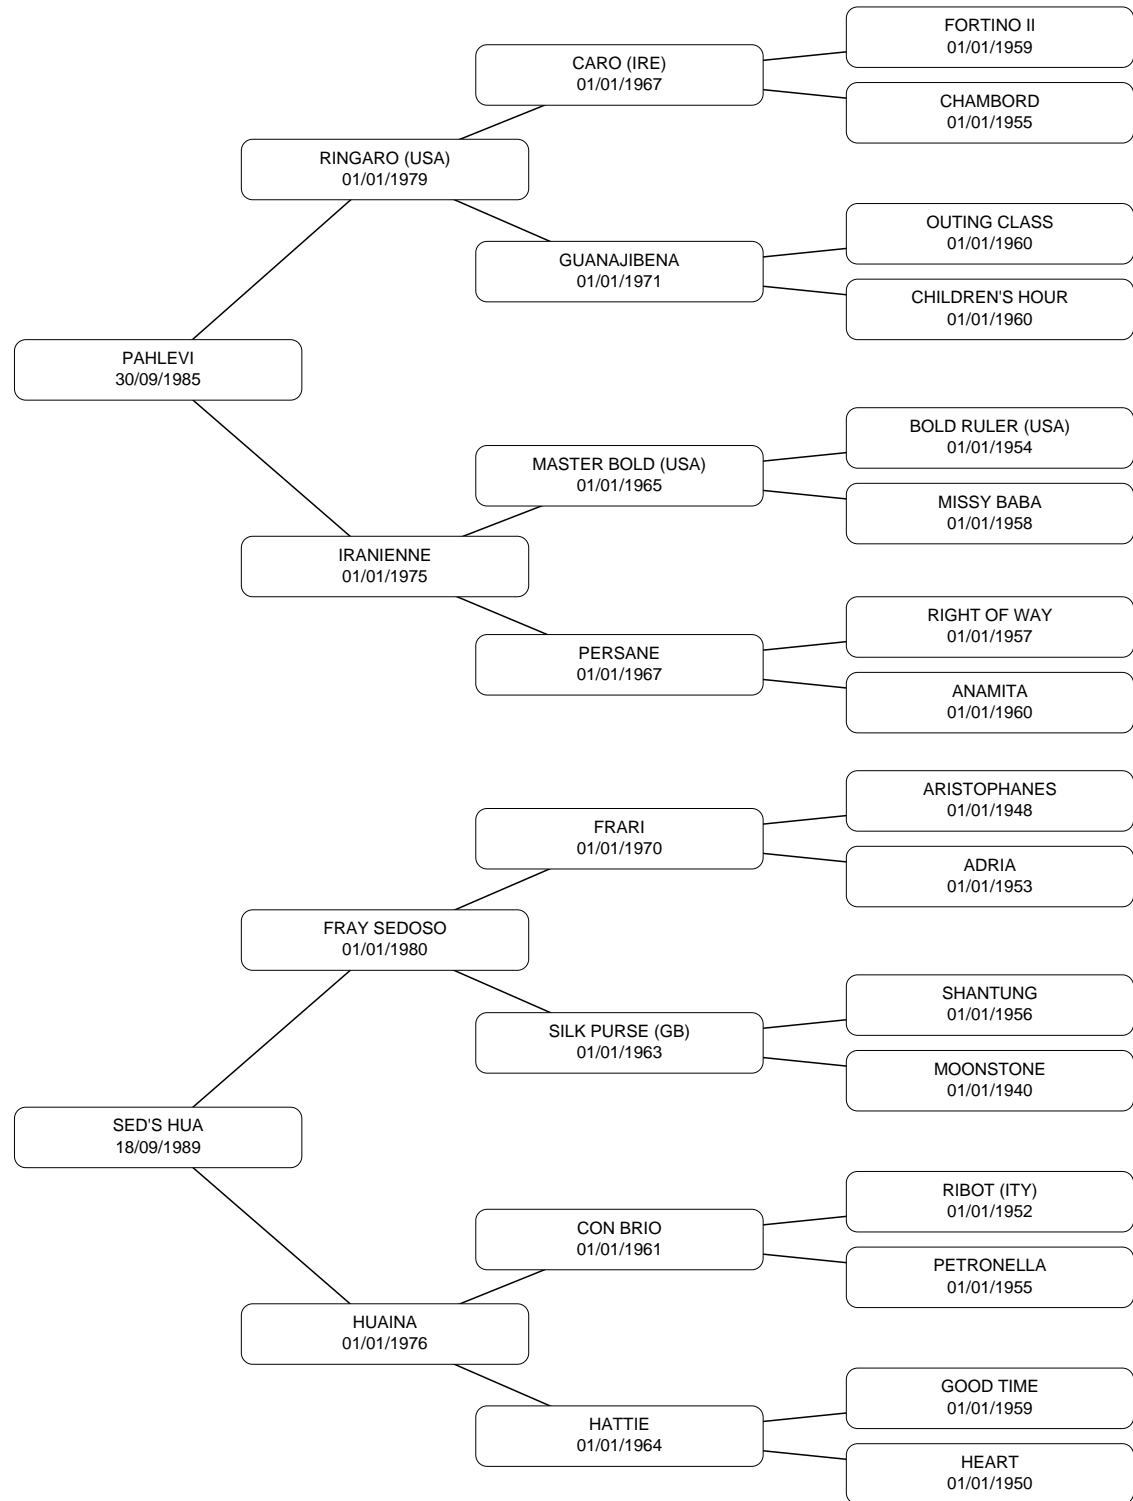 FORTINO II
01/01/1959
CARO (IRE)
01/01/1967
CHAMBORD
01/01/1955
RINGARO (USA)
01/01/1979
OUTING CLASS
01/01/1960
GUANAJIBENA
01/01/1971
CHILDREN'S HOUR
01/01/1960
PAHLEVI
30/09/1985
BOLD RULER (USA)
01/01/1954
MASTER BOLD (USA)
01/01/1965
MISSY BABA
01/01/1958
IRANIENNE
01/01/1975
RIGHT OF WAY
01/01/1957
PERSANE
01/01/1967
ANAMITA
01/01/1960
ARISTOPHANES
01/01/1948
FRARI
01/01/1970
ADRIA
01/01/1953
FRAY SEDOSO
01/01/1980
SHANTUNG
01/01/1956
SILK PURSE (GB)
01/01/1963
MOONSTONE
01/01/1940
SED'S HUA
18/09/1989
RIBOT (ITY)
01/01/1952
CON BRIO
01/01/1961
PETRONELLA
01/01/1955
HUAINA
01/01/1976
GOOD TIME
01/01/1959
HATTIE
01/01/1964
HEART
01/01/1950